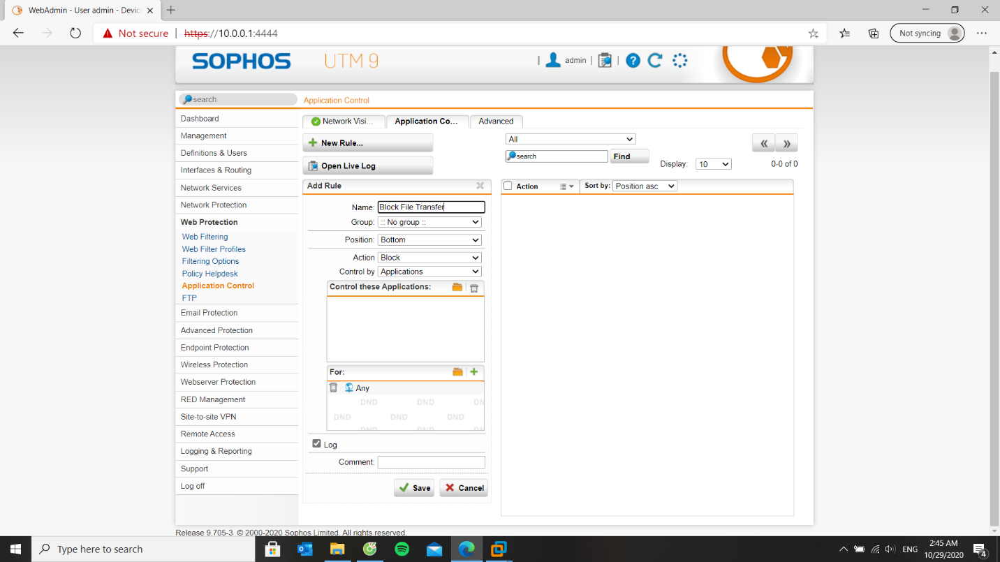 WebAdmin - User admin - Devic
Not secure | https://10.0.0.1:4444
Not syncing
SOPHOS UTM 9
| admin | |
search
Application Control
Dashboard
Management
Definitions & Users
Interfaces & Routing
Network Services
Network Protection
Web Protection
Web Filtering
Web Filter Profiles
Filtering Options
Policy Helpdesk
Application Control
FTP
Email Protection
Advanced Protection
Endpoint Protection
Wireless Protection
Webserver Protection
RED Management
Site-to-site VPN
Remote Access
Logging & Reporting
Support
Log off
Network Visi... Application Co... Advanced
New Rule...
Open Live Log
All
search Find
Display: 10
0-0 of 0
Add Rule
Name: Block File Transfer
Group: :: No group ::
Position: Bottom
Action Block
Control by Applications
Control these Applications:
For:
Any
DND DND DN
DND DND DND
DND DND DN
Log
Comment:
Save Cancel
Action Sort by: Position asc
Release 9.705-3 © 2000-2020 Sophos Limited. All rights reserved.
Type here to search
ENG
2:45 AM
10/29/2020
4